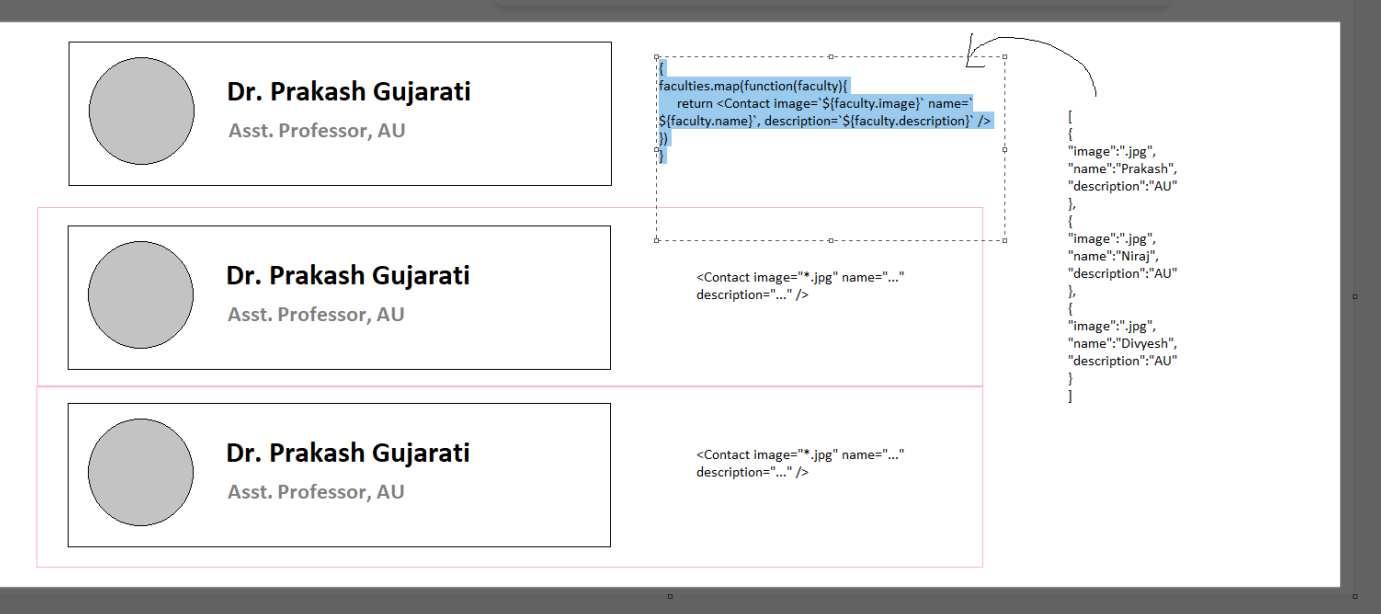 Dr. Prakash Gujarati
Asst. Professor, AU
{
faculties.map(function(faculty){
return <Contact image=`${faculty.image}` name=`
${faculty.name}`, description=`${faculty.description}` />
})
}
[
{
"image":".jpg",
"name":"Prakash",
"description":"AU"
},
{
"image":".jpg",
"name":"Niraj",
"description":"AU"
},
{
"image":".jpg",
"name":"Divyesh",
"description":"AU"
}
]
Dr. Prakash Gujarati
Asst. Professor, AU
<Contact image="*.jpg" name="..."
description="..." />
Dr. Prakash Gujarati
Asst. Professor, AU
<Contact image="*.jpg" name="..."
description="..." />